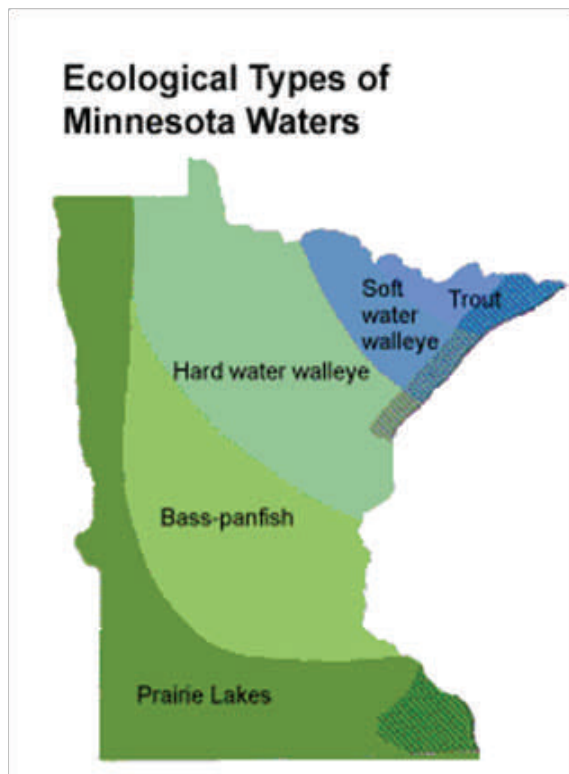 Ecological Types of
Minnesota Waters
Soft
water
walleye
Trout
Hard water walleye
Bass-panfish
Prairie Lakes